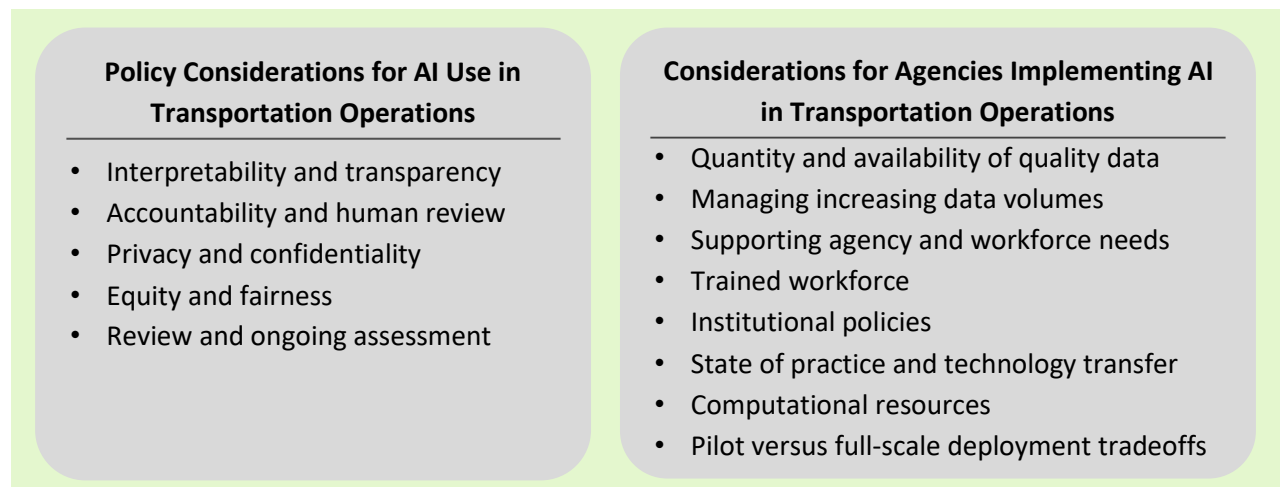 Policy Considerations for AI Use in
Transportation Operations
• Interpretability and transparency
• Accountability and human review
• Privacy and confidentiality
• Equity and fairness
• Review and ongoing assessment
Considerations for Agencies Implementing AI
in Transportation Operations
• Quantity and availability of quality data
• Managing increasing data volumes
• Supporting agency and workforce needs
• Trained workforce
• Institutional policies
• State of practice and technology transfer
• Computational resources
• Pilot versus full-scale deployment tradeoffs